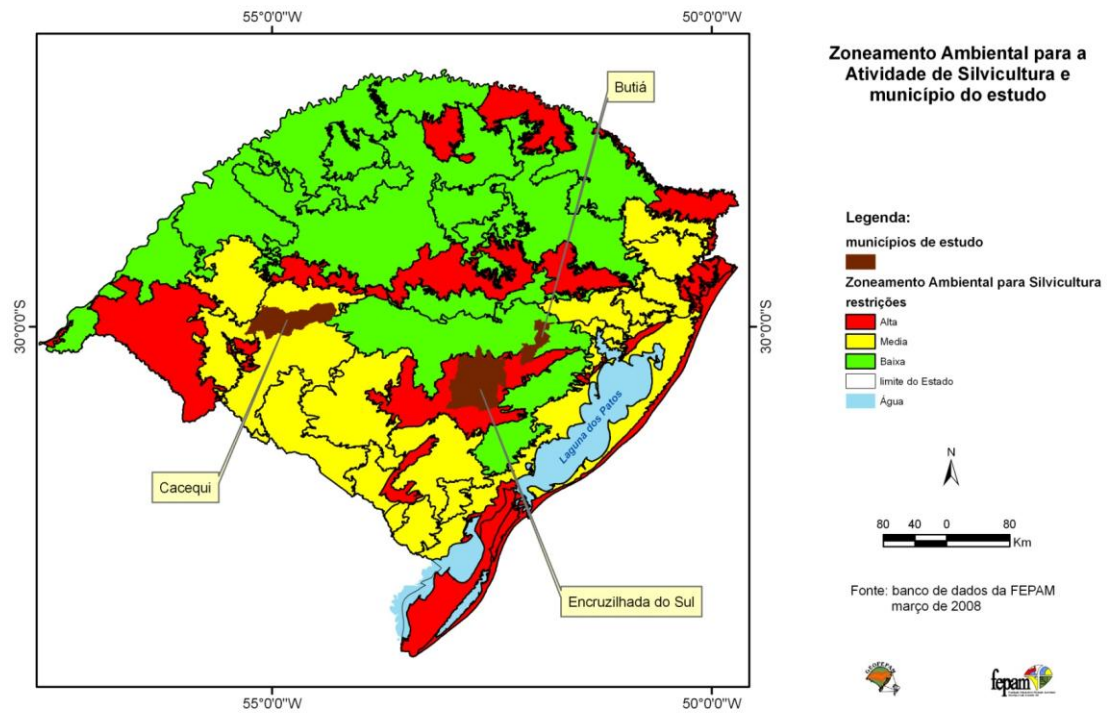 55°0'0"W
50°0'0"W
Zoneamento Ambiental para a
Atividade de Silvicultura e
município do estudo
Butiá
Legenda:
municípios de estudo
Zoneamento Ambiental para Silvicultura
restrições
Alta
Media
Baixa
limite do Estado
Água
30°0'0"S
30°0'0"S
Laguna dos Patos
Cacequi
N
80 40 0 80
Km
Encruzilhada do Sul
Fonte: banco de dados da FEPAM
março de 2008
GEOFEPAM
fepam
55°0'0"W
50°0'0"W